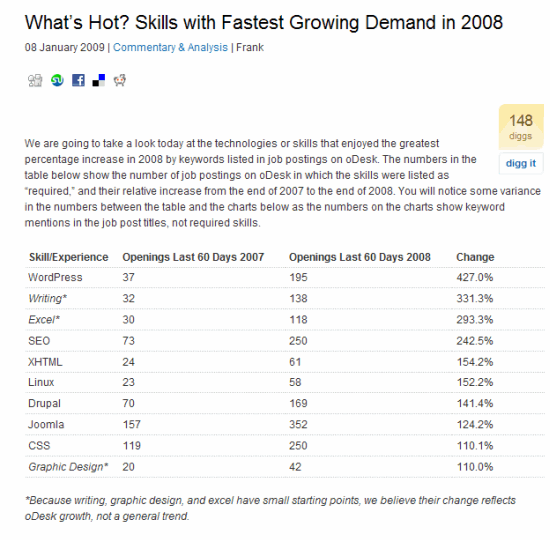 What's Hot? Skills with Fastest Growing Demand in 2008
08 January 2009 | Commentary & Analysis | Frank
148
diggs
digg it
We are going to take a look today at the technologies or skills that enjoyed the greatest
percentage increase in 2008 by keywords listed in job postings on oDesk. The numbers in the
table below show the number of job postings on oDesk in which the skills were listed as
"required," and their relative increase from the end of 2007 to the end of 2008. You will notice some variance
in the numbers between the table and the charts below as the numbers on the charts show keyword
mentions in the job post titles, not required skills.
Skill/Experience Openings Last 60 Days 2007 Openings Last 60 Days 2008 Change
WordPress 37 195 427.0%
Writing* 32 138 331.3%
Excel* 30 118 293.3%
SEO 73 250 242.5%
XHTML 24 61 154.2%
Linux 23 58 152.2%
Drupal 70 169 141.4%
Joomla 157 352 124.2%
CSS 119 250 110.1%
Graphic Design* 20 42 110.0%
*Because writing, graphic design, and excel have small starting points, we believe their change reflects
oDesk growth, not a general trend.